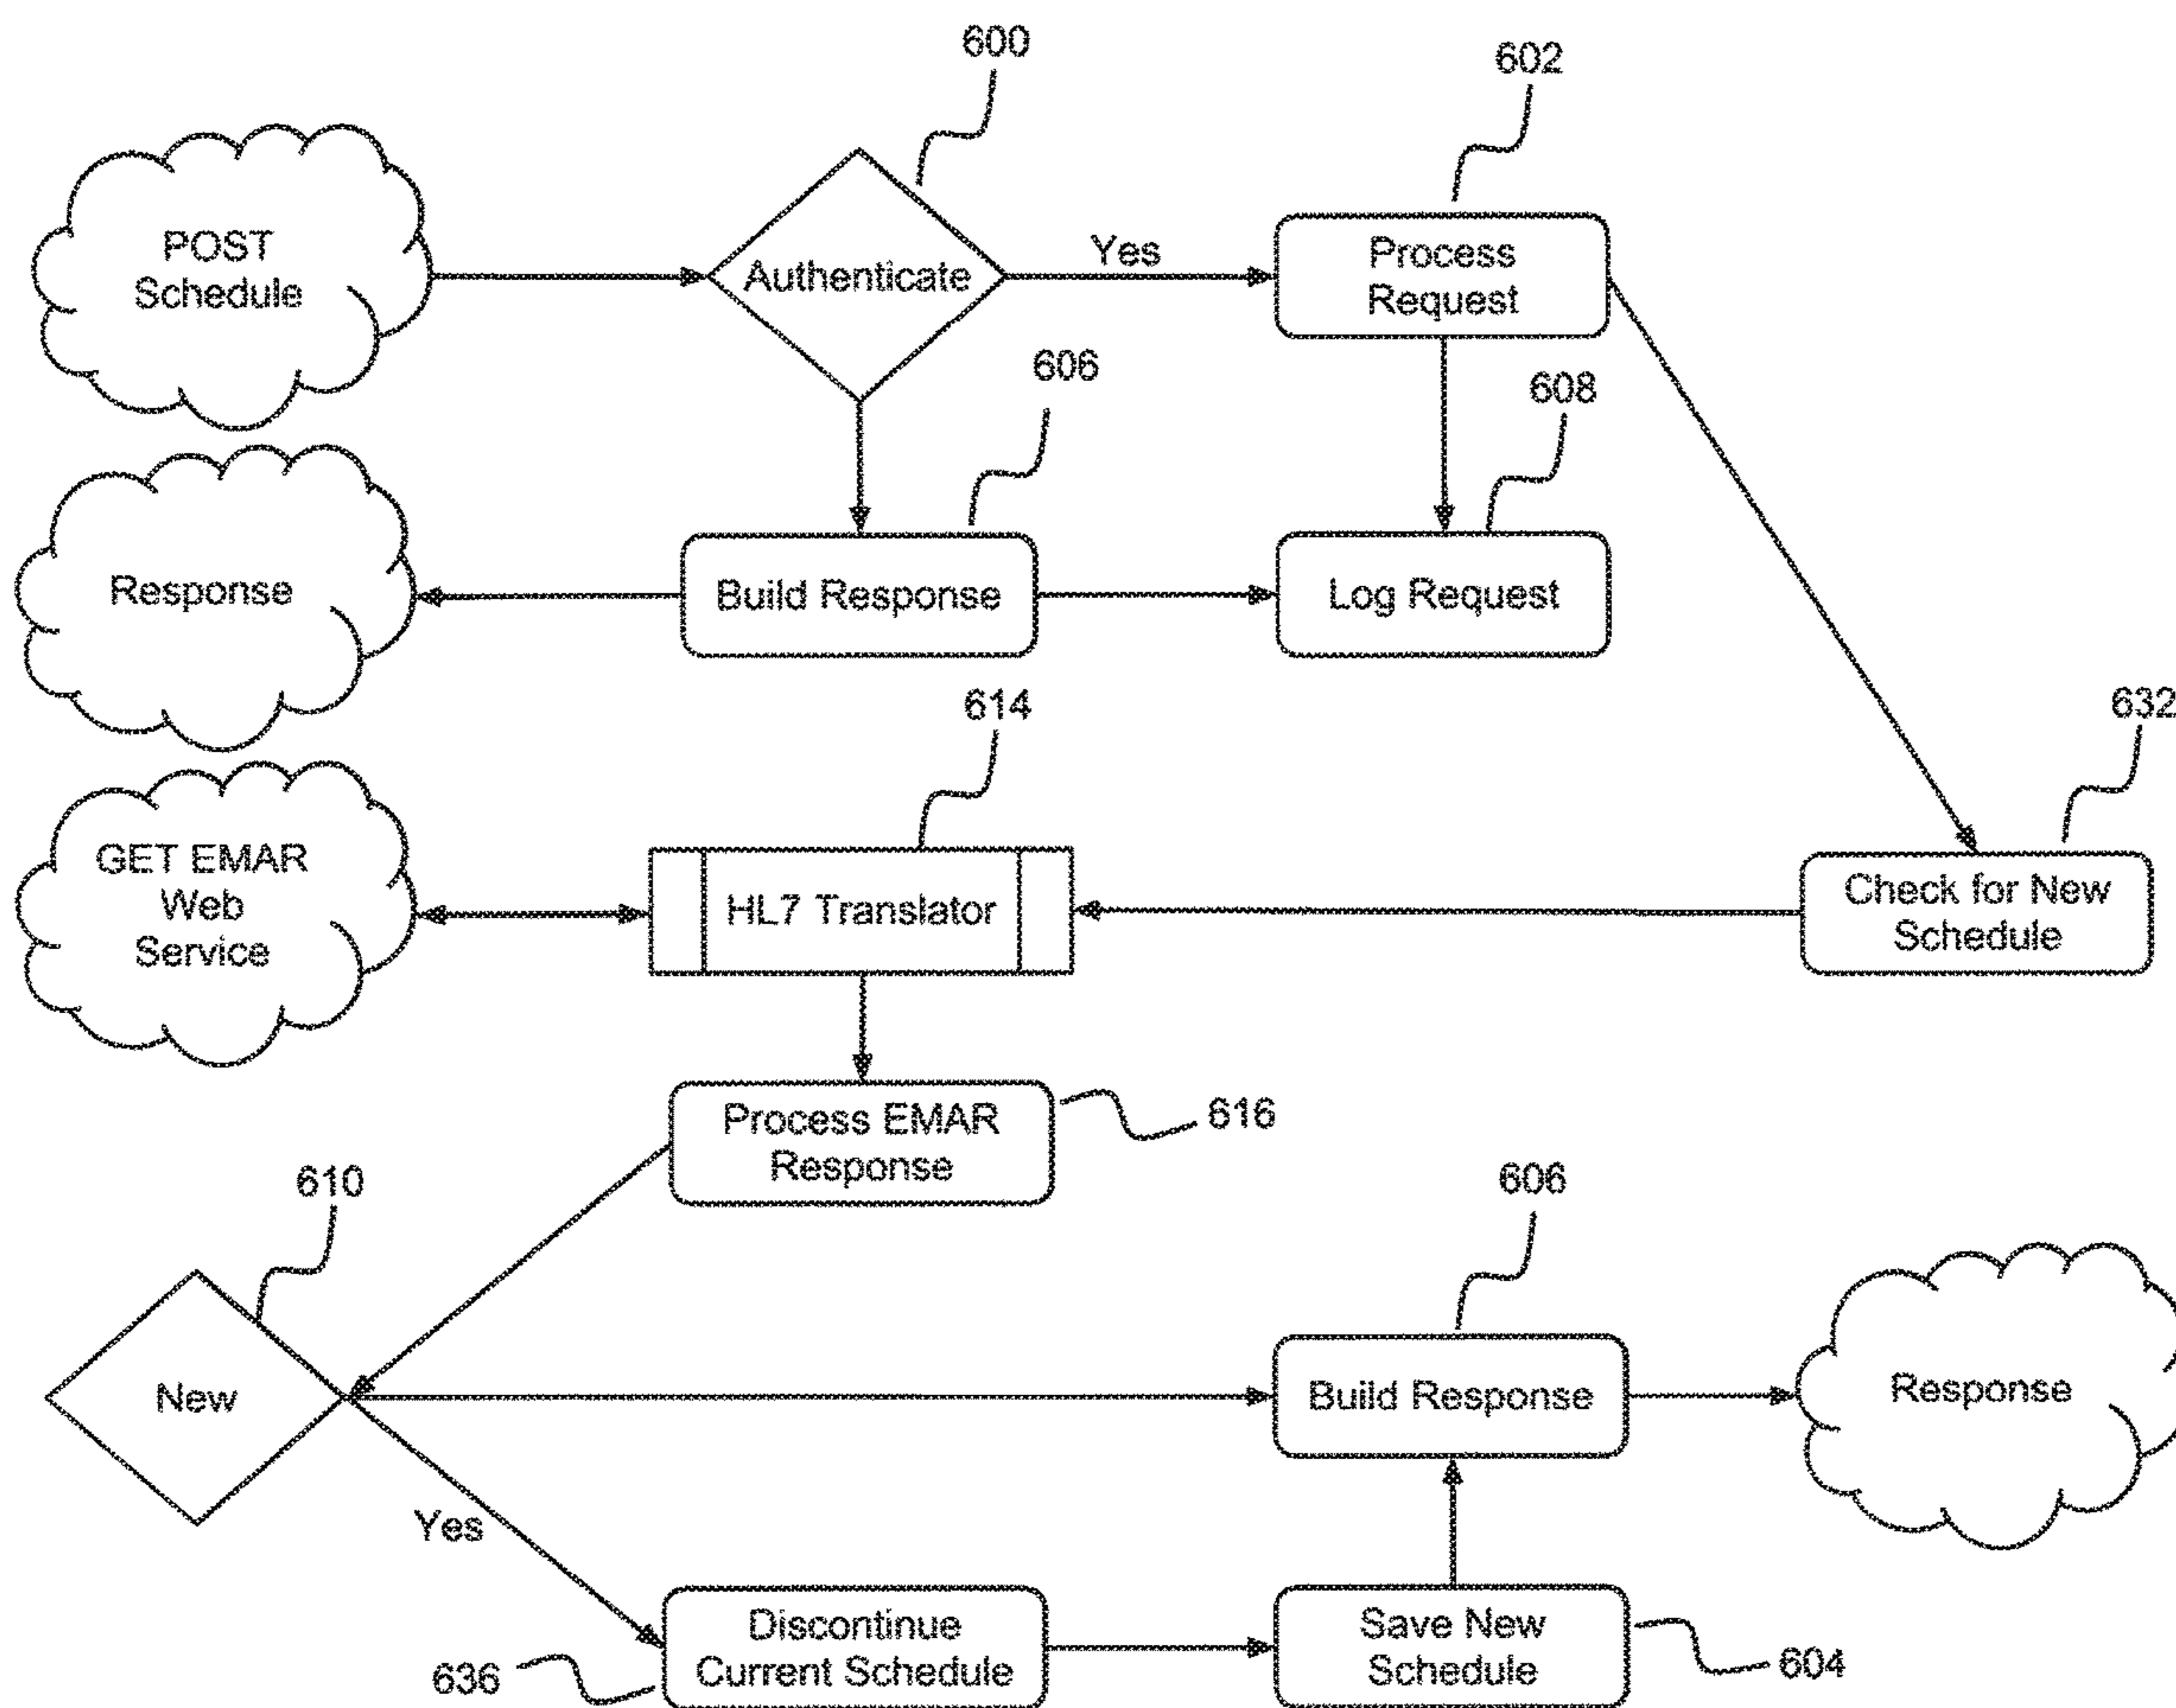 600
602
POST
Schedule
Authenticate
Yes
Process
Request
606
608
Response
Build Response
Log Request
614
632
GET EMAR
Web
Service
HL7 Translator
Check for New
Schedule
Process EMAR
Response
616
610
606
New
Build Response
Response
Yes
Discontinue
Current Schedule
636
Save New
Schedule
604